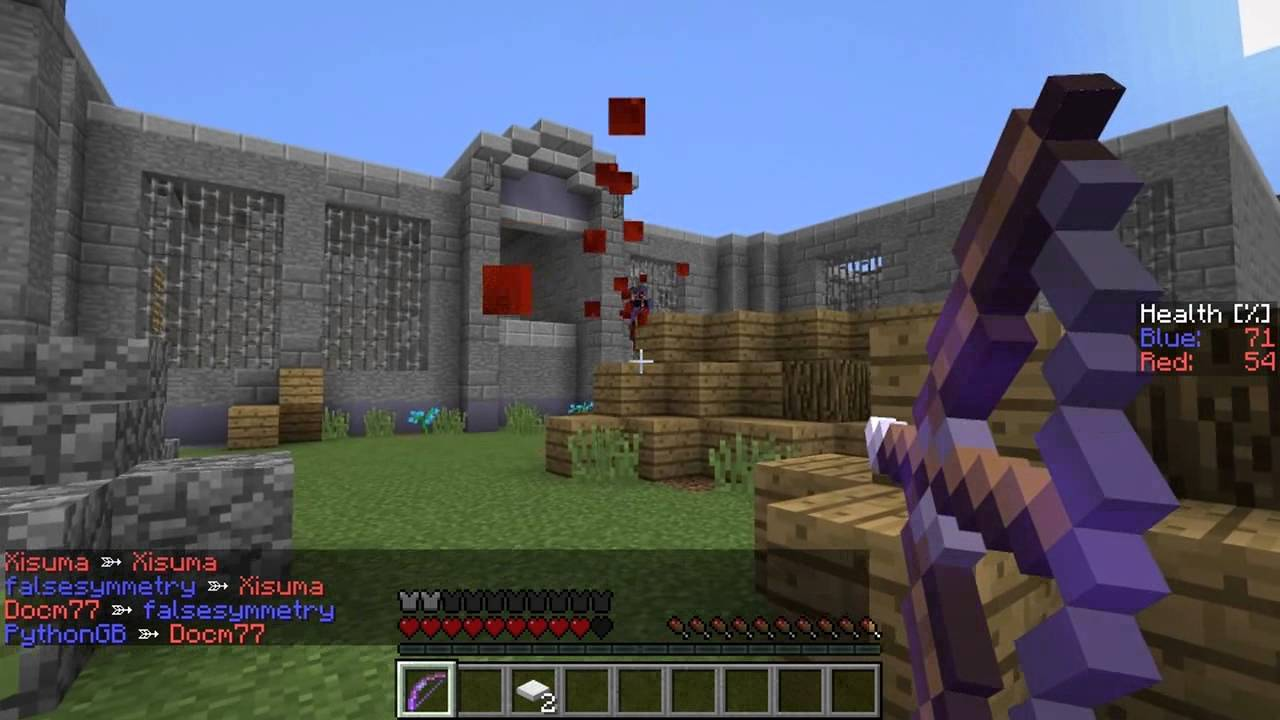 Health [%]
Blue: 71
Red: 54
Xisuma ➳ Xisuma
falsesymmetry ➳ Xisuma
Docm77 ➳ falsesymmetry
PythonGB ➳ Docm77
2